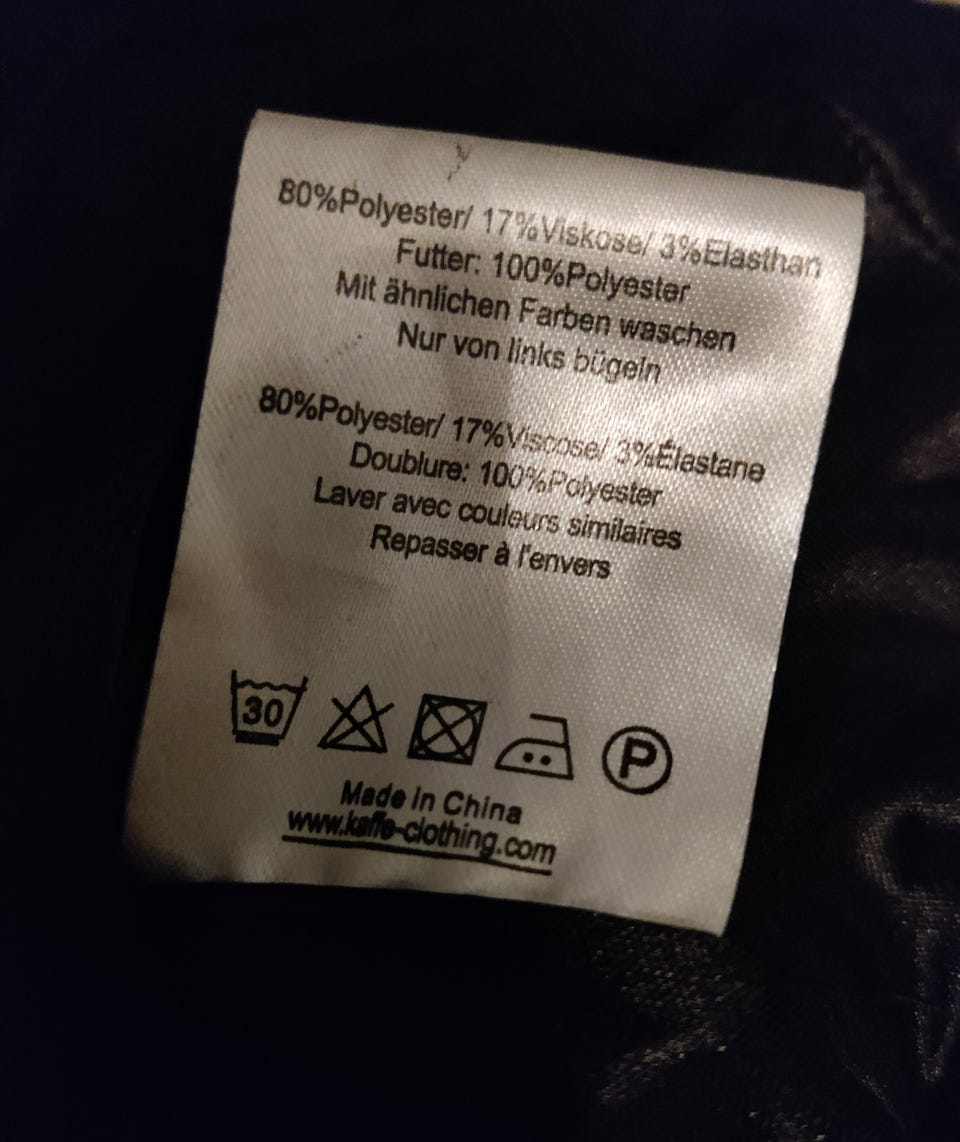 80%Polyester/ 17%Viskose/ 3%Elasthan
Futter: 100%Polyester
Mit ähnlichen Farben waschen
Nur von links bügeln
80%Polyester/ 17%Viscose/ 3%Élastane
Doublure: 100%Polyester
Laver avec couleurs similaires
Repasser à l'envers
30 P
Made in China
www.kaffe-clothing.com